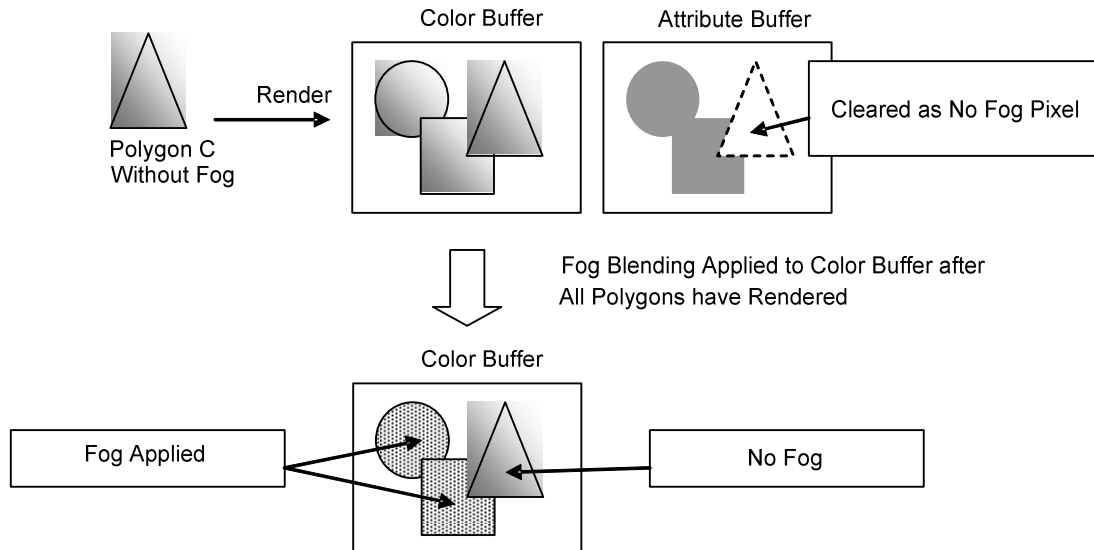 Color Buffer
Attribute Buffer
Render
Cleared as No Fog Pixel
Polygon C
Without Fog
Fog Blending Applied to Color Buffer after
All Polygons have Rendered
Color Buffer
Fog Applied
No Fog